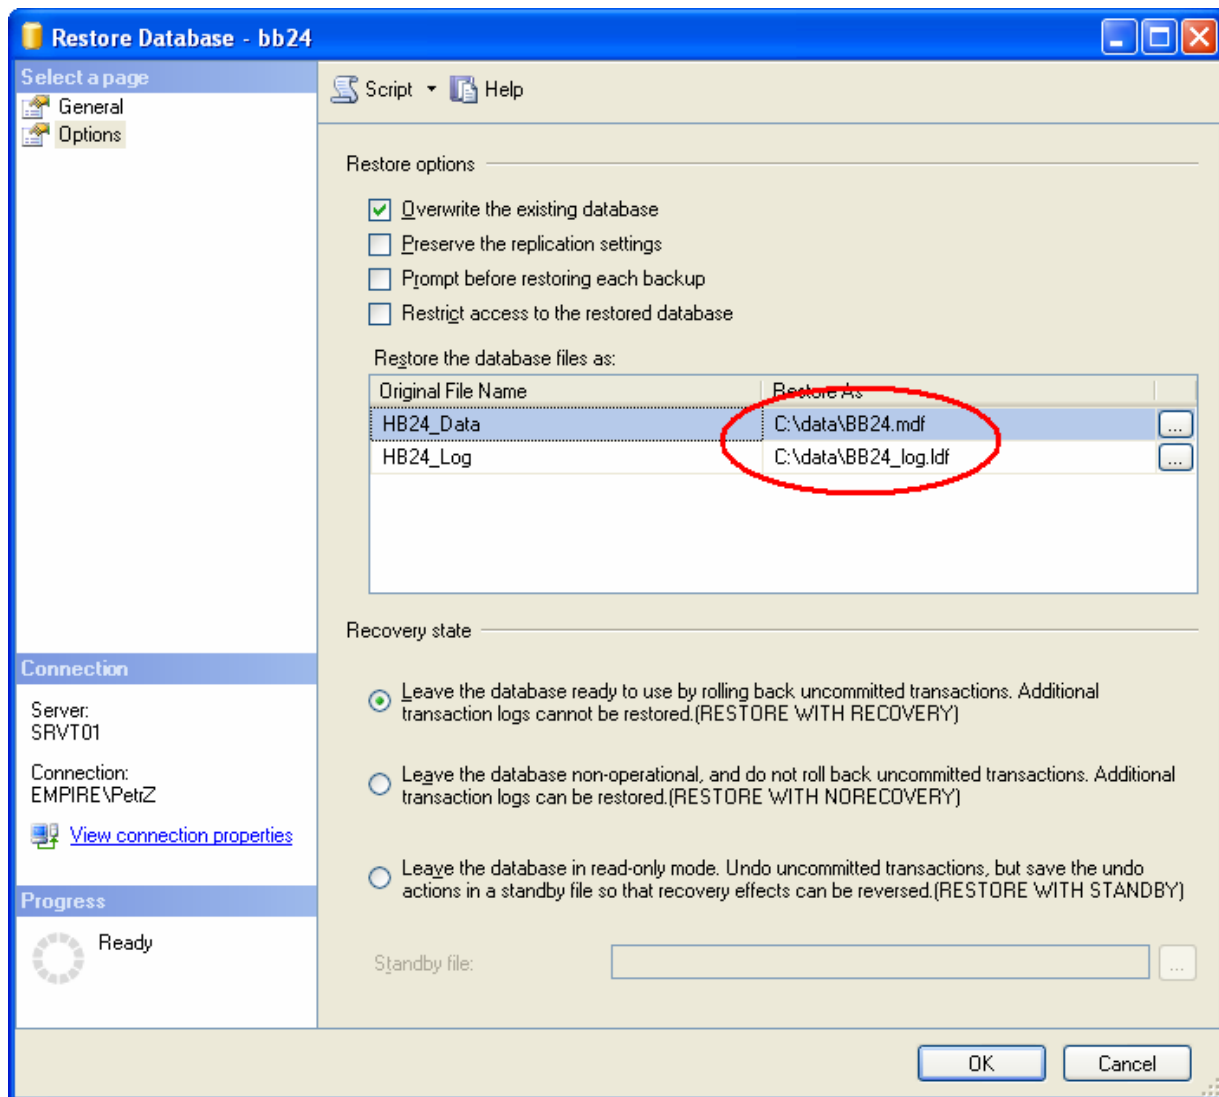 Restore Database - bb24
Select a page
General
Options
Script
Help
Restore options
Overwrite the existing database
Preserve the replication settings
Prompt before restoring each backup
Restrict access to the restored database
Restore the database files as:
Original File Name Restore As
HB24_Data C:\data\BB24.mdf ...
HB24_Log C:\data\BB24_log.ldf ...
Recovery state
Leave the database ready to use by rolling back uncommitted transactions. Additional
transaction logs cannot be restored.(RESTORE WITH RECOVERY)
Leave the database non-operational, and do not roll back uncommitted transactions. Additional
transaction logs can be restored.(RESTORE WITH NORECOVERY)
Leave the database in read-only mode. Undo uncommitted transactions, but save the undo
actions in a standby file so that recovery effects can be reversed.(RESTORE WITH STANDBY)
Standby file: ...
Connection
Server:
SRVT01
Connection:
EMPIRE\PetrZ
View connection properties
Progress
Ready
OK Cancel